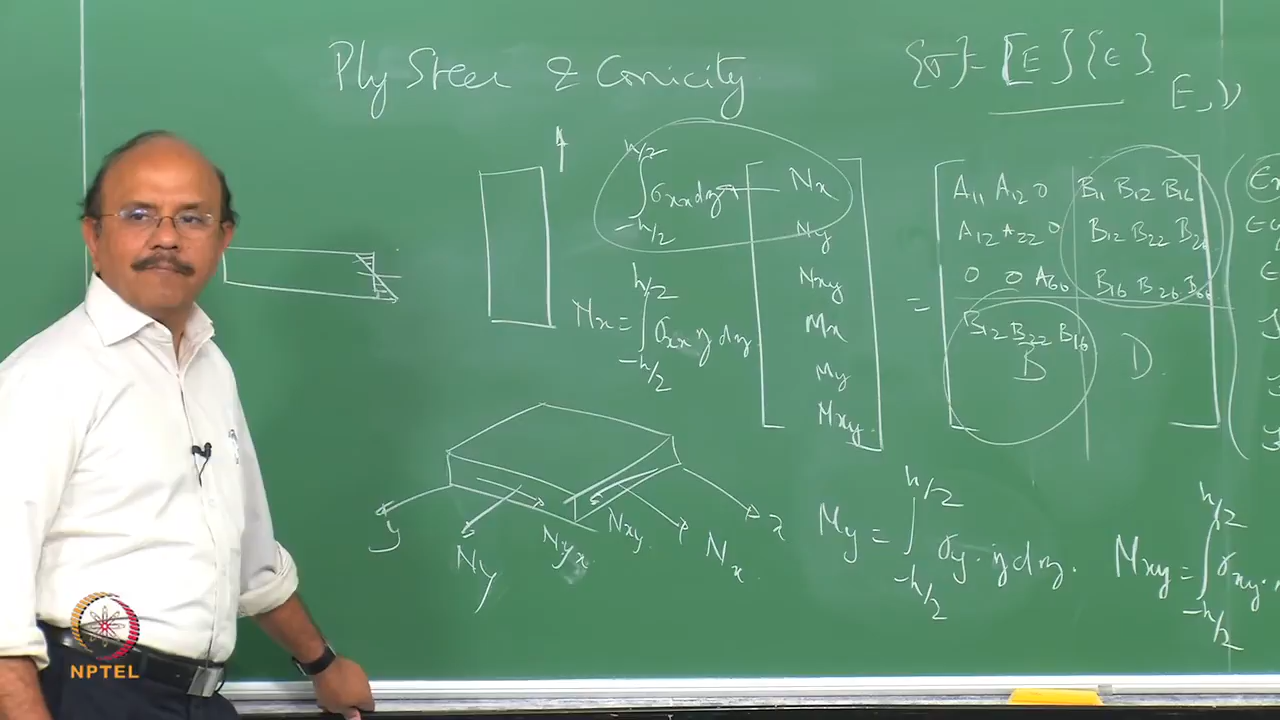 Ply Steer & Conicity
{σ} = [E]{ϵ}
E, ν
∫_{-h/2}^{h/2} σxx dz
Nx
Ny
Nxy
Mx
My
Mxy
=
A11 A12 0 B11 B12 B16
A12 A22 0 B12 B22 B26
0 0 A66 B16 B26 B66
B12 B22 B16
B D
Mx = ∫_{-h/2}^{h/2} σxx z dz
y
Ny
Nyx
Nxy
Nx
x
My = ∫_{-h/2}^{h/2} σy · z dz.
Mxy = ∫_{-h/2}^{h/2} σxy ·
NPTEL